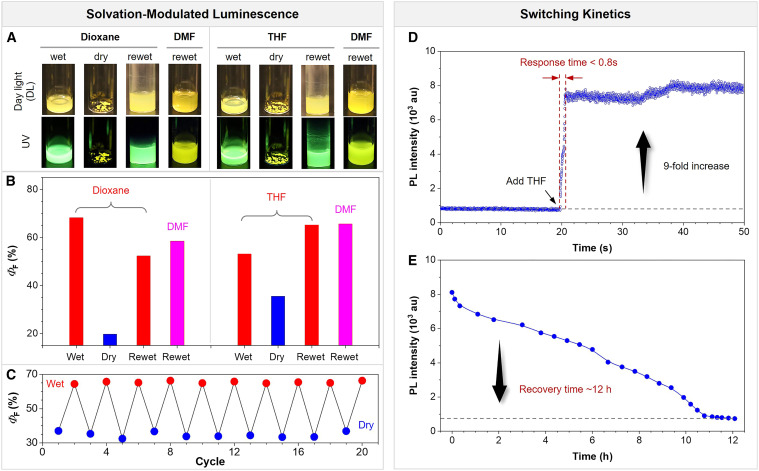 Solvation-Modulated Luminescence
A
Dioxane
DMF
THF
DMF
wet
dry
rewet
rewet
wet
dry
rewet
rewet
Day light
(DL)
UV
B
ΦF (%)
80
60
40
20
Dioxane
DMF
THF
DMF
Wet
Dry
Rewet
Rewet
Wet
Dry
Rewet
Rewet
C
ΦF (%)
70
50
30
Wet
Dry
0
4
8
12
16
20
Cycle
Switching Kinetics
D
PL intensity (10³ au)
10
8
6
4
2
0
Response time < 0.8s
Add THF
9-fold increase
0
10
20
30
40
50
Time (s)
E
PL intensity (10³ au)
10
8
6
4
2
0
Recovery time ~12 h
0
2
4
6
8
10
12
Time (h)